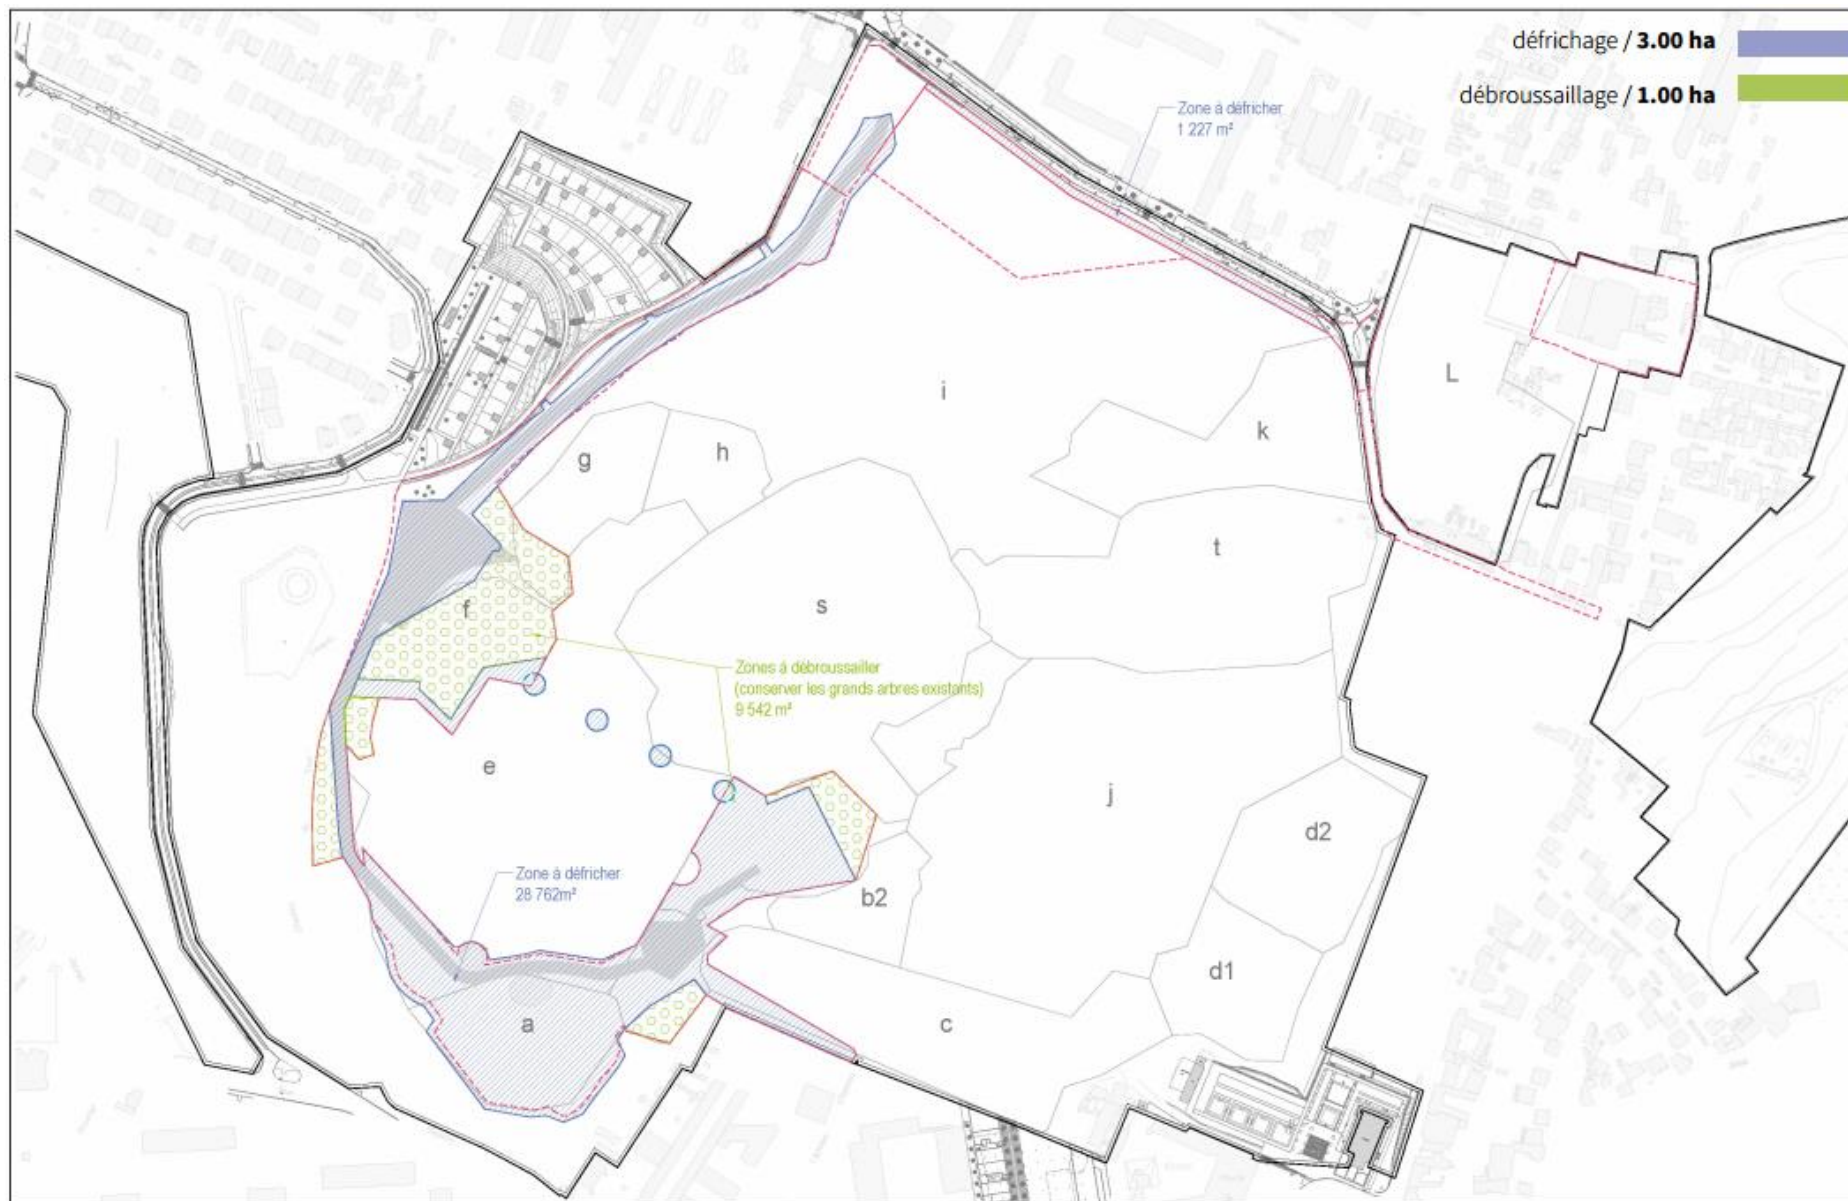 défrichage / 3.00 ha
débroussaillage / 1.00 ha
Zone à défricher
1 227 m²
L
i
k
g
h
t
f
s
Zones à débroussailler
(conserver les grands arbres existants)
9 542 m²
e
j
d2
Zone à défricher
28 762m²
b2
d1
a
c